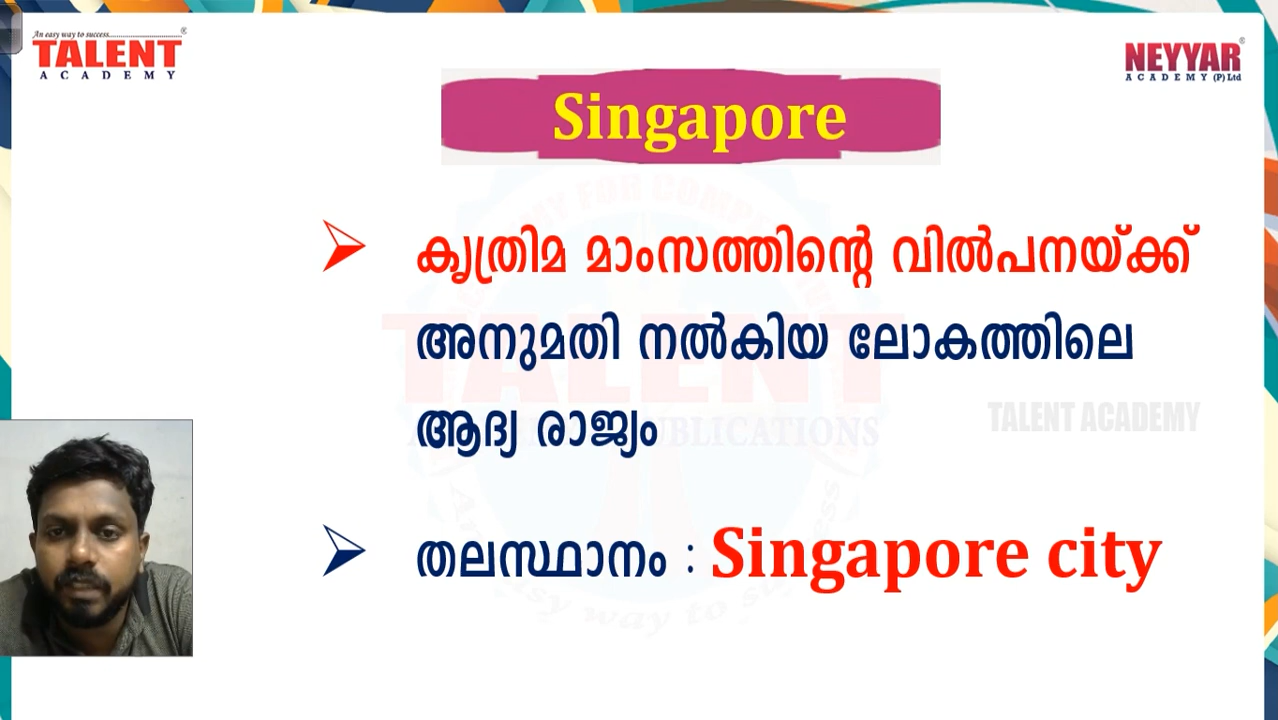 An easy way to success
TALENT
ACADEMY
NEYYAR
ACADEMY (P) Ltd
Singapore
കൃത്രിമ മാംസത്തിന്റെ വിൽപനയ്ക്ക്
അനുമതി നൽകിയ ലോകത്തിലെ
ആദ്യ രാജ്യം
TALENT ACADEMY
തലസ്ഥാനം : Singapore city